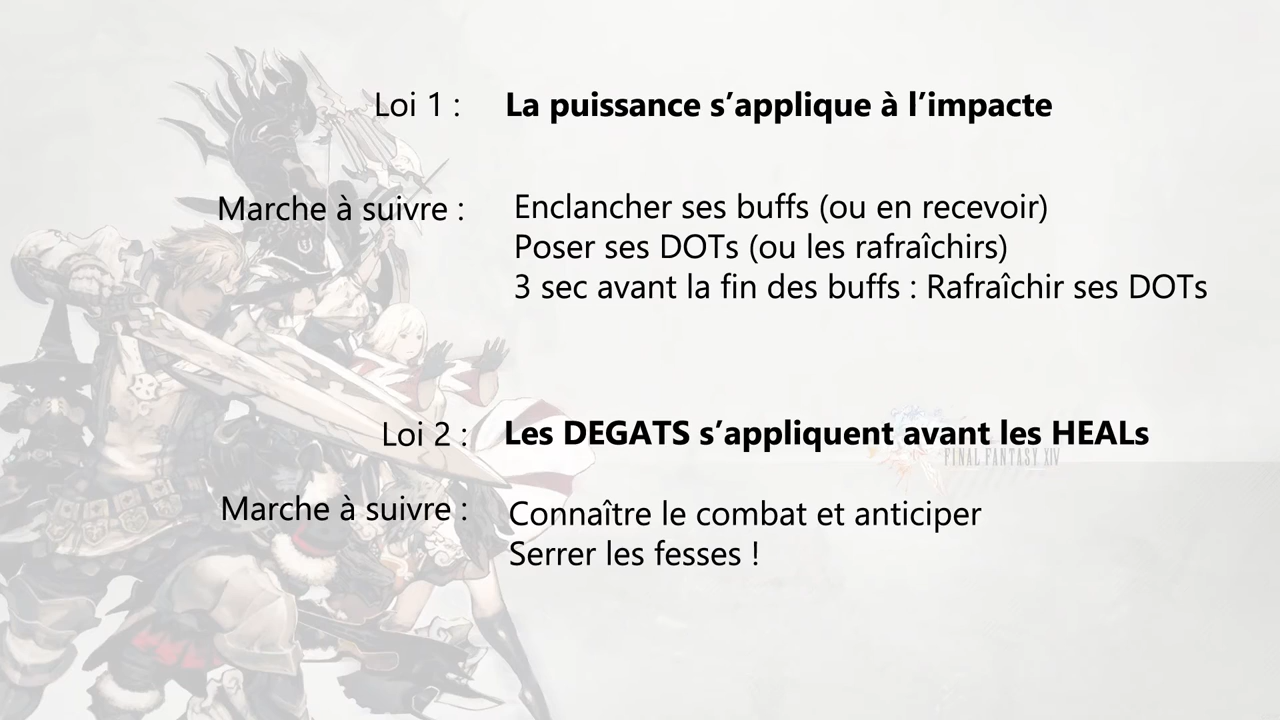 Loi 1 : La puissance s’applique à l’impacte
Marche à suivre : Enclancher ses buffs (ou en recevoir)
Poser ses DOTs (ou les rafraîchirs)
3 sec avant la fin des buffs : Rafraîchir ses DOTs
Loi 2 : Les DEGATS s’appliquent avant les HEALs
FINAL FANTASY XIV
Marche à suivre : Connaître le combat et anticiper
Serrer les fesses !